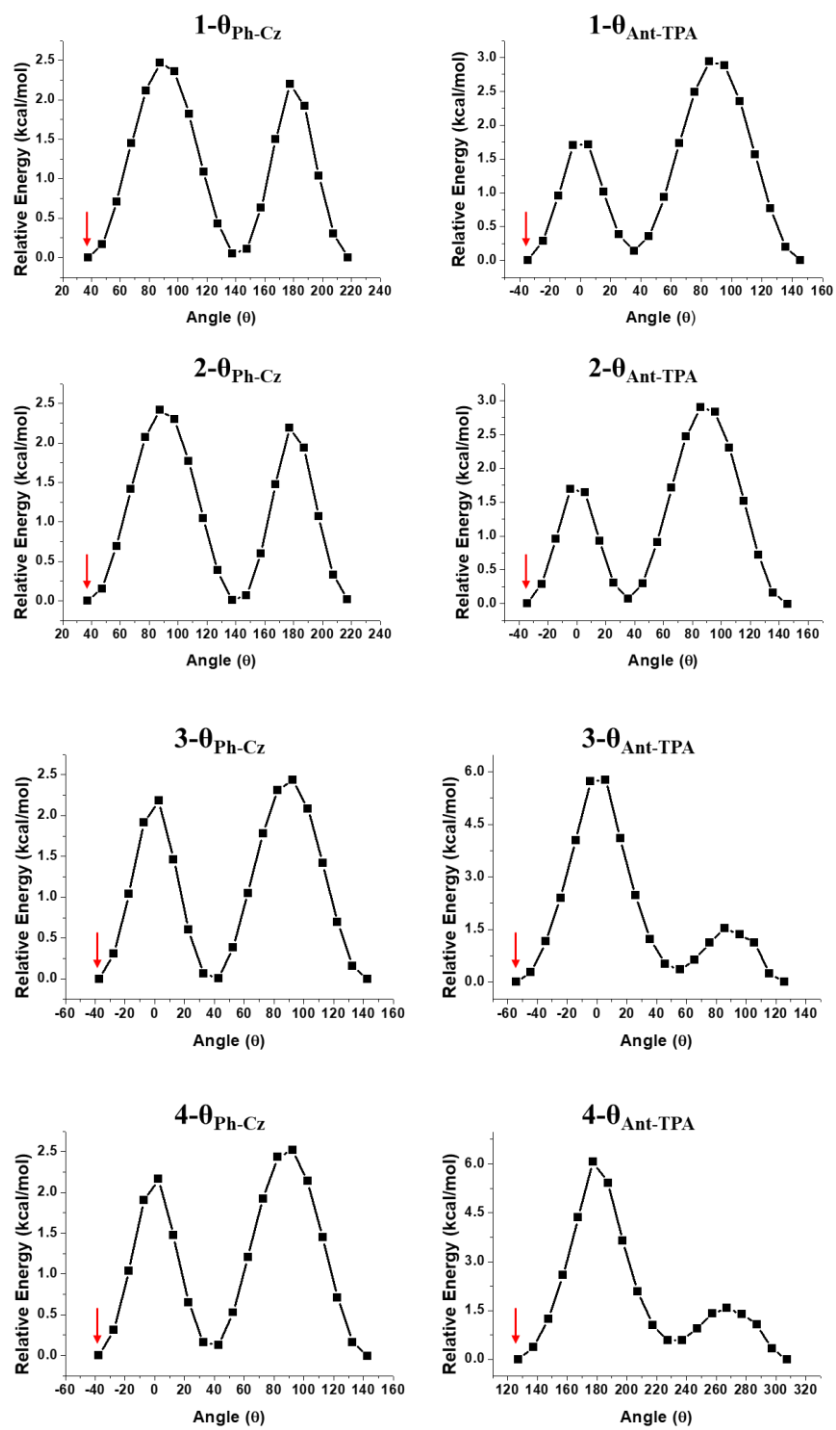 1-θPh-Cz
Relative Energy (kcal/mol)
2.5
2.0
1.5
1.0
0.5
0.0
20 40 60 80 100 120 140 160 180 200 220 240
Angle (θ)
1-θAnt-TPA
Relative Energy (kcal/mol)
3.0
2.5
2.0
1.5
1.0
0.5
0.0
-40 -20 0 20 40 60 80 100 120 140 160
Angle (θ)
2-θPh-Cz
Relative Energy (kcal/mol)
2.5
2.0
1.5
1.0
0.5
0.0
20 40 60 80 100 120 140 160 180 200 220 240
Angle (θ)
2-θAnt-TPA
Relative Energy (kcal/mol)
3.0
2.5
2.0
1.5
1.0
0.5
0.0
-40 -20 0 20 40 60 80 100 120 140 160
Angle (θ)
3-θPh-Cz
Relative Energy (kcal/mol)
2.5
2.0
1.5
1.0
0.5
0.0
-60 -40 -20 0 20 40 60 80 100 120 140 160
Angle (θ)
3-θAnt-TPA
Relative Energy (kcal/mol)
6.0
4.5
3.0
1.5
0.0
-60 -40 -20 0 20 40 60 80 100 120 140
Angle (θ)
4-θPh-Cz
Relative Energy (kcal/mol)
2.5
2.0
1.5
1.0
0.5
0.0
-60 -40 -20 0 20 40 60 80 100 120 140 160
Angle (θ)
4-θAnt-TPA
Relative Energy (kcal/mol)
6.0
4.5
3.0
1.5
0.0
120 140 160 180 200 220 240 260 280 300 320
Angle (θ)